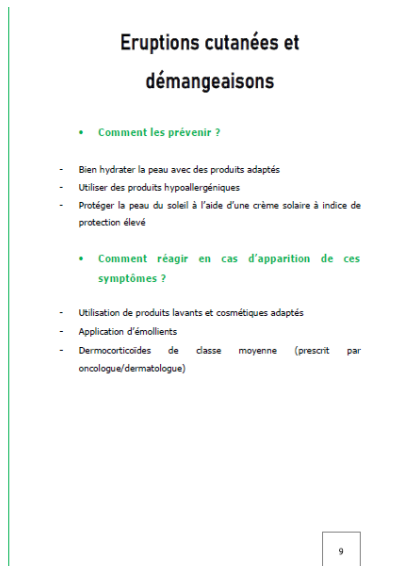 Eruptions cutanées et
démangeaisons
• Comment les prévenir ?
- Bien hydrater la peau avec des produits adaptés
- Utiliser des produits hypoallergéniques
- Protéger la peau du soleil à l'aide d'une crème solaire à indice de
protection élevé
• Comment réagir en cas d'apparition de ces
symptômes ?
- Utilisation de produits lavants et cosmétiques adaptés
- Application d'émollients
- Dermocorticoïdes de classe moyenne (prescrit par
oncologue/dermatologue)
9